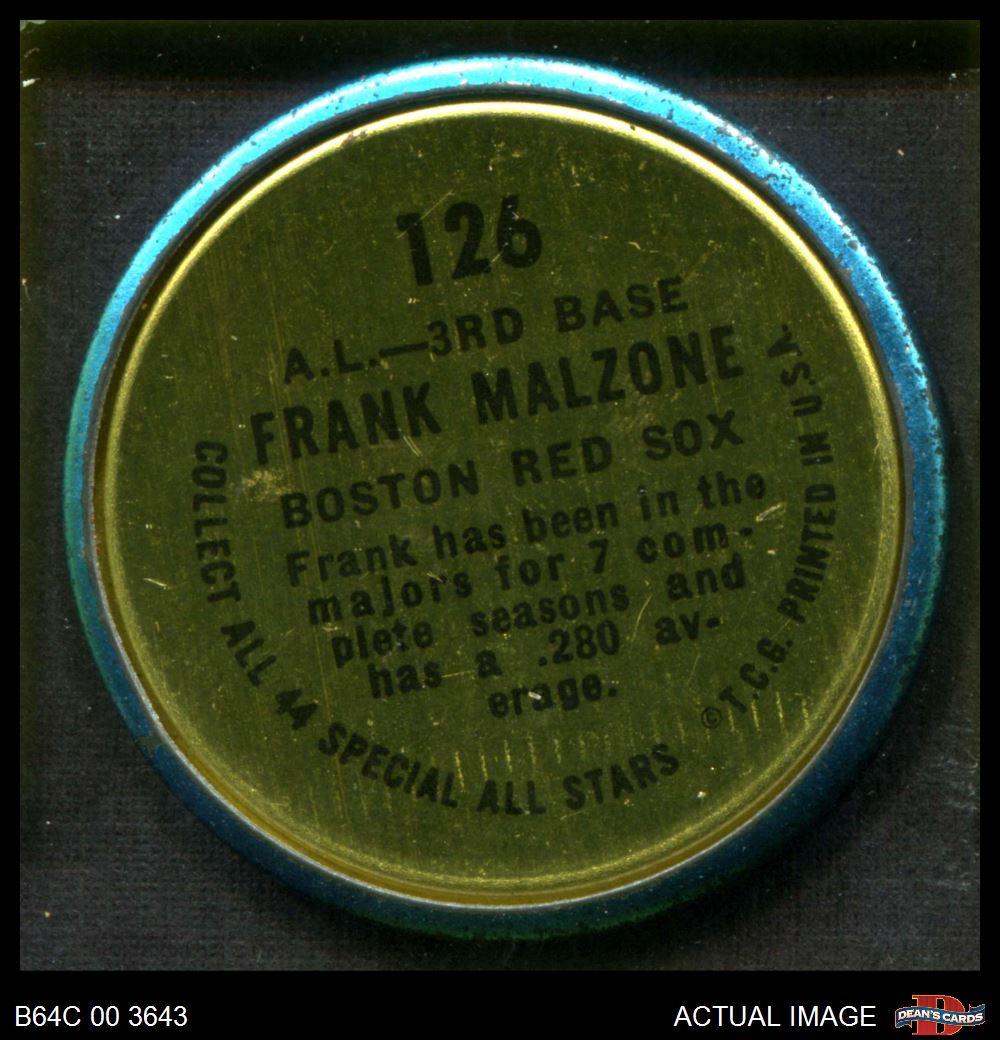 126
A.L.—3RD BASE
FRANK MALZONE
BOSTON RED SOX
Frank has been in the
majors for 7 com-
plete seasons and
has a .280 av-
erage.
COLLECT ALL 44 SPECIAL ALL STARS
© T.C.G. PRINTED IN U.S.A.
B64C 00 3643
ACTUAL IMAGE
D
DEAN'S CARDS